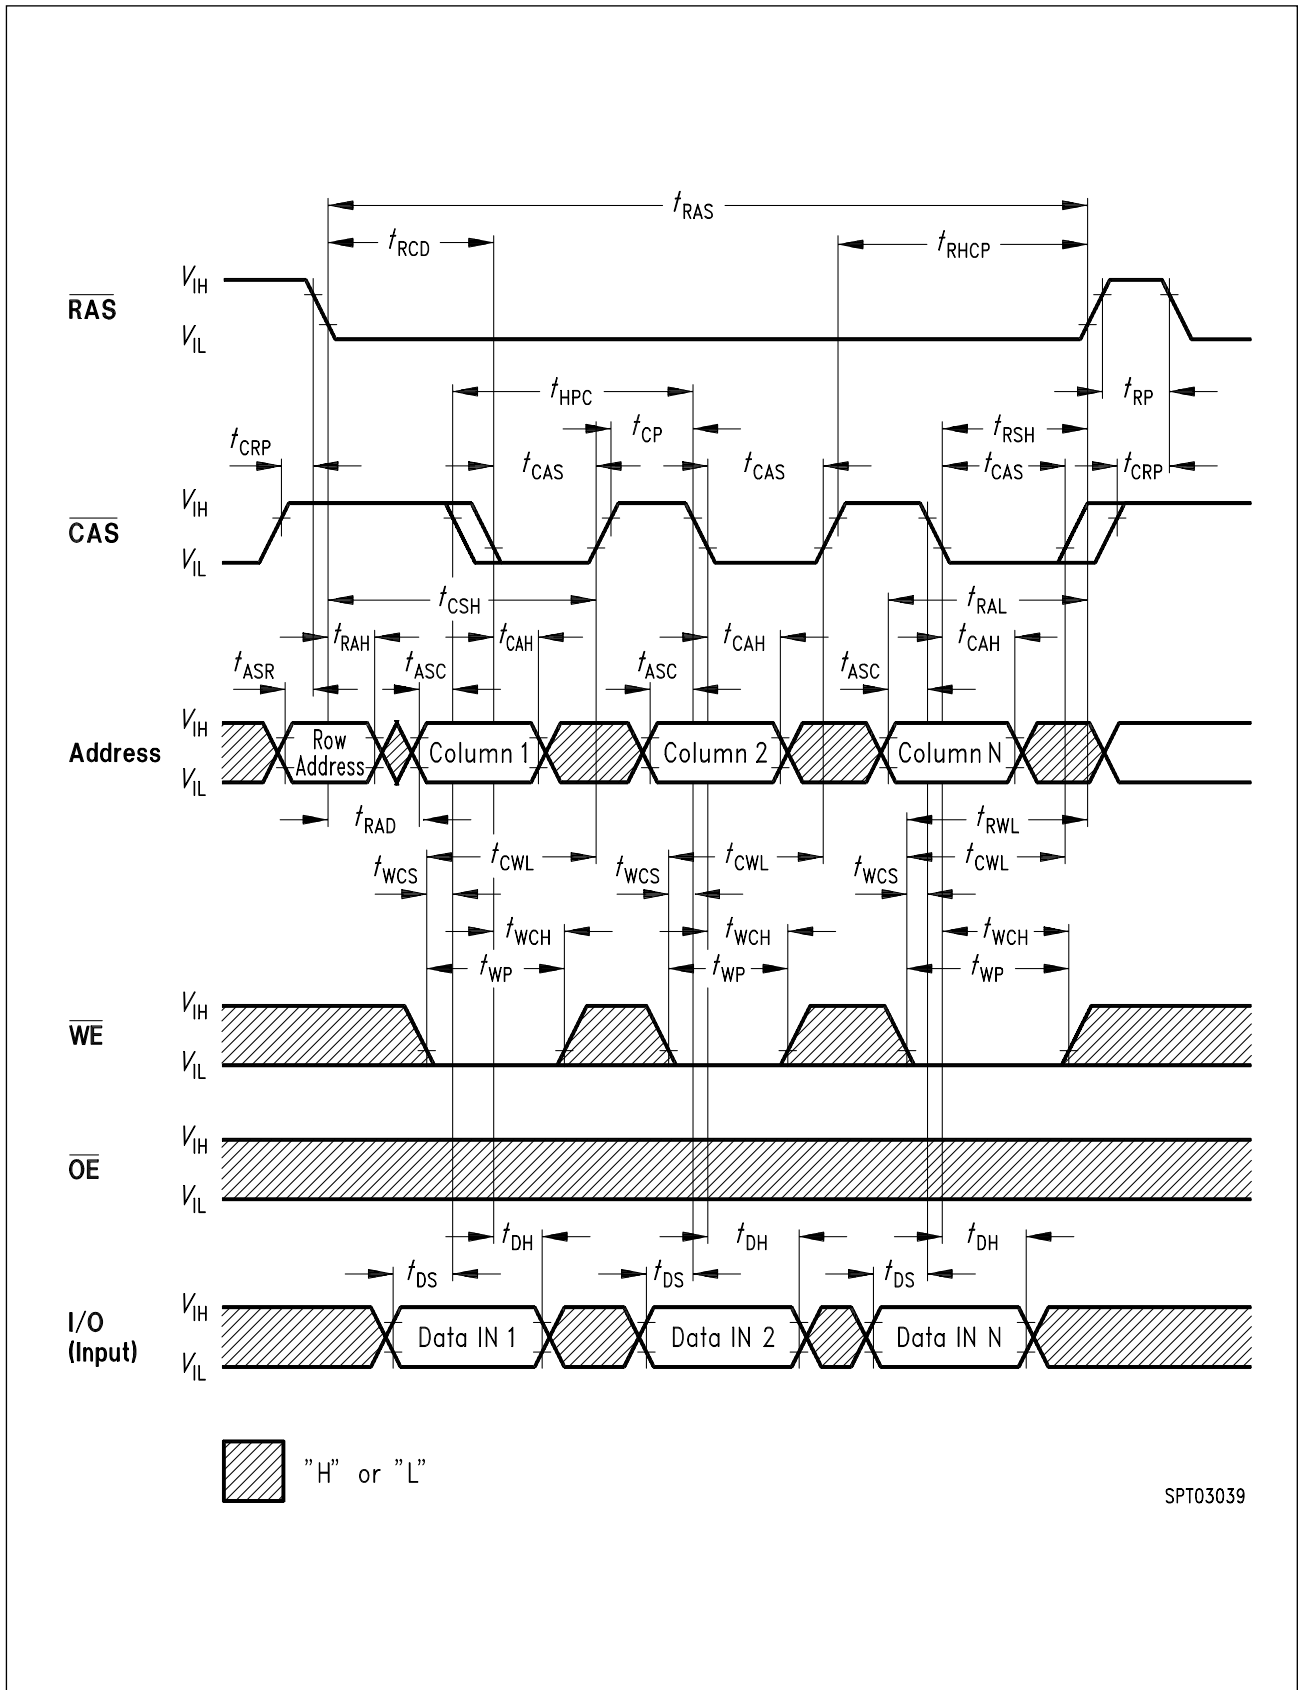 tRAS
tRCD
tRHCP
VIH
RAS
VIL
tHPC
tRP
tCP
tRSH
tCRP
tCAS
tCAS
tCAS
tCRP
VIH
CAS
VIL
tCSH
tRAL
tRAH
tCAH
tCAH
tCAH
tASR
tASC
tASC
tASC
VIH
Address
Row Address
Column 1
Column 2
Column N
VIL
tRAD
tRWL
tCWL
tCWL
tCWL
tWCS
tWCS
tWCS
tWCH
tWCH
tWCH
tWP
tWP
tWP
VIH
WE
VIL
VIH
OE
VIL
tDH
tDH
tDH
tDS
tDS
tDS
VIH
I/O
(Input)
Data IN 1
Data IN 2
Data IN N
VIL
"H" or "L"
SPT03039